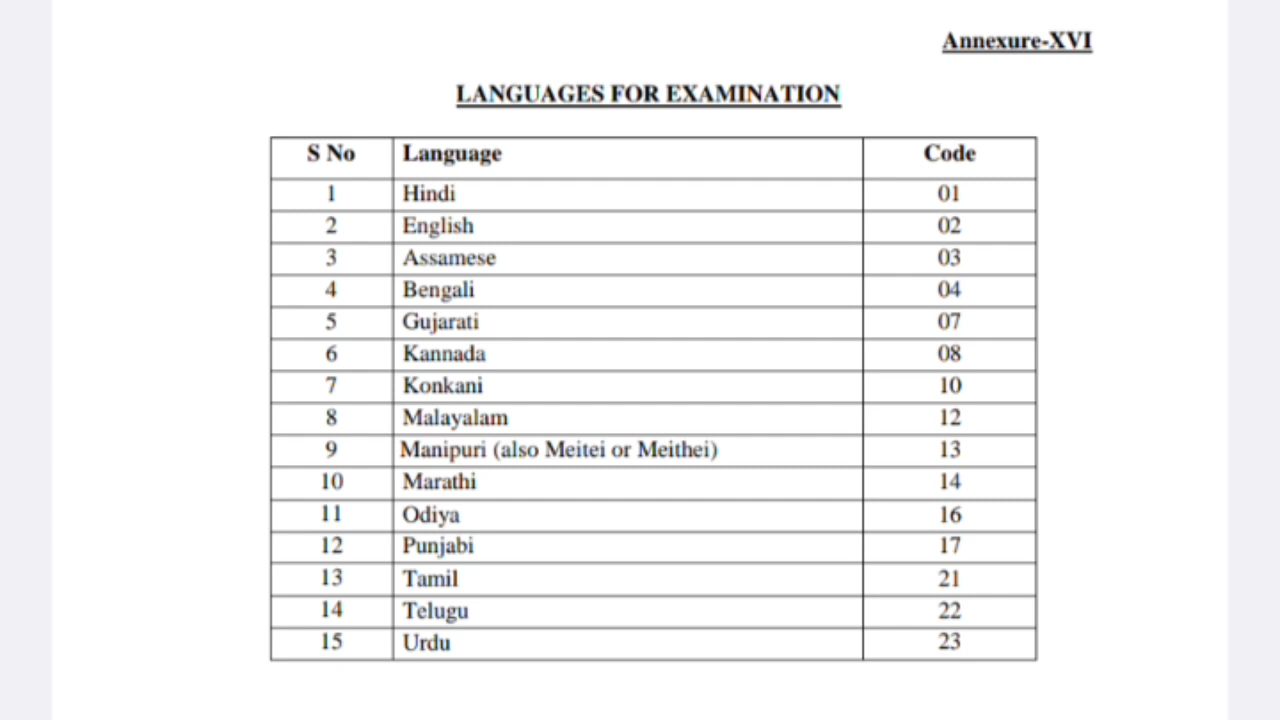 Annexure-XVI
LANGUAGES FOR EXAMINATION
S No Language Code
1 Hindi 01
2 English 02
3 Assamese 03
4 Bengali 04
5 Gujarati 07
6 Kannada 08
7 Konkani 10
8 Malayalam 12
9 Manipuri (also Meitei or Meithei) 13
10 Marathi 14
11 Odiya 16
12 Punjabi 17
13 Tamil 21
14 Telugu 22
15 Urdu 23